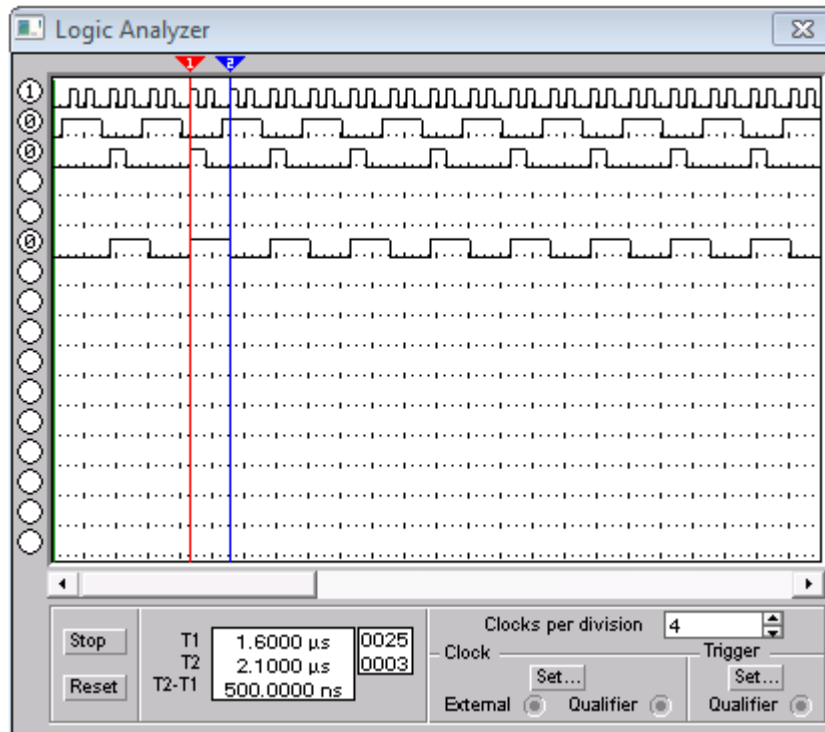 Logic Analyzer
1 2
1
0
0
0
Stop
Reset
T1 1.6000 µs 0025
T2 2.1000 µs 0003
T2-T1 500.0000 ns
Clocks per division 4
Clock
Set...
External Qualifier
Trigger
Set...
Qualifier